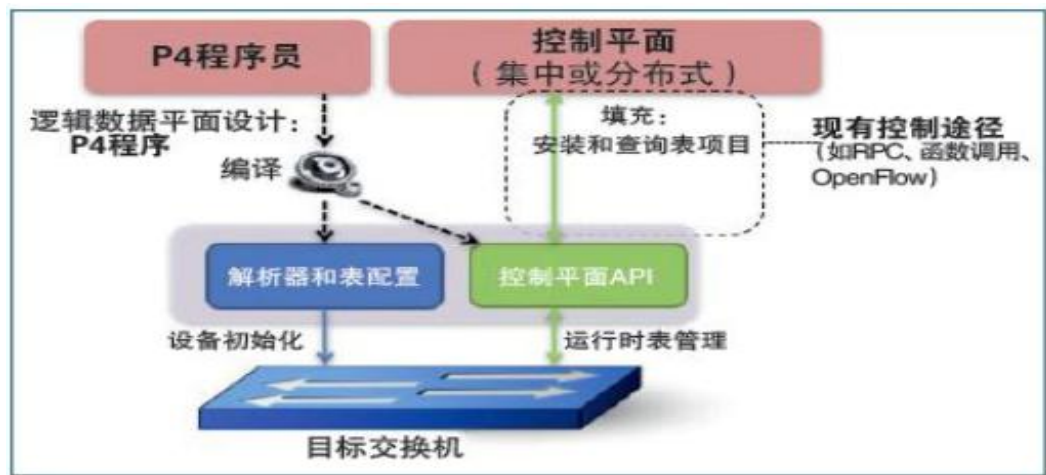 P4程序员
控制平面
(集中或分布式)
逻辑数据平面设计:
P4程序
编译
填充:
安装和查询表项目
现有控制途径
(如RPC、函数调用、
OpenFlow)
解析器和表配置
控制平面API
设备初始化
运行时表管理
目标交换机